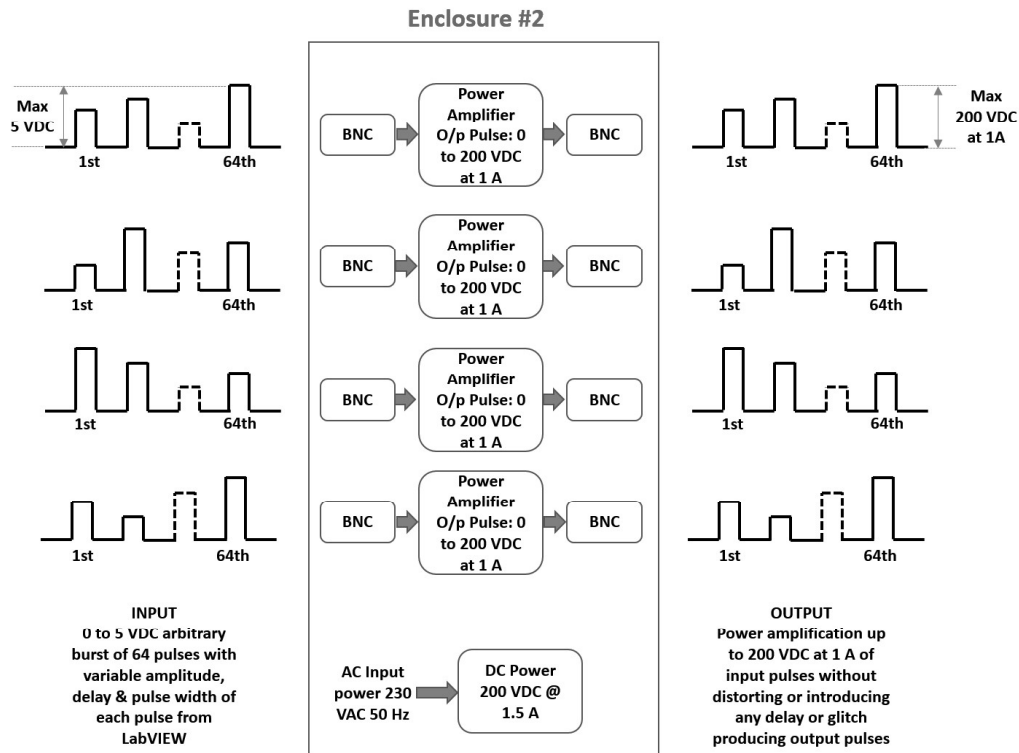 Enclosure #2
Max
5 VDC
1st
64th
BNC
Power
Amplifier
O/p Pulse: 0
to 200 VDC
at 1 A
BNC
1st
64th
Max
200 VDC
at 1A
1st
64th
BNC
Power
Amplifier
O/p Pulse: 0
to 200 VDC
at 1 A
BNC
1st
64th
1st
64th
BNC
Power
Amplifier
O/p Pulse: 0
to 200 VDC
at 1 A
BNC
1st
64th
1st
64th
BNC
Power
Amplifier
O/p Pulse: 0
to 200 VDC
at 1 A
BNC
1st
64th
INPUT
0 to 5 VDC arbitrary
burst of 64 pulses with
variable amplitude,
delay & pulse width of
each pulse from
LabVIEW
AC Input
power 230
VAC 50 Hz
DC Power
200 VDC @
1.5 A
OUTPUT
Power amplification up
to 200 VDC at 1 A of
input pulses without
distorting or introducing
any delay or glitch
producing output pulses